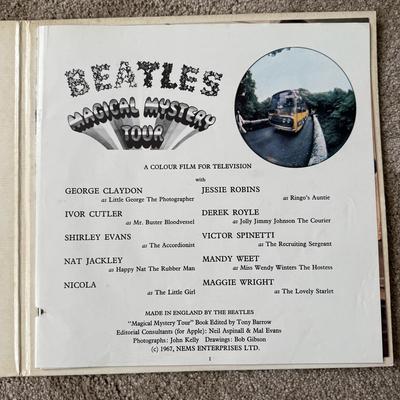 BEATLES
MAGICAL MYSTERY
TOUR
A COLOUR FILM FOR TELEVISION
with
GEORGE CLAYDON
as Little George The Photographer
JESSIE ROBINS
as Ringo's Auntie
IVOR CUTLER
as Mr. Buster Bloodvessel
DEREK ROYLE
as Jolly Jimmy Johnson The Courier
SHIRLEY EVANS
as The Accordionist
VICTOR SPINETTI
as The Recruiting Sergeant
NAT JACKLEY
as Happy Nat The Rubber Man
MANDY WEET
as Miss Wendy Winters The Hostess
NICOLA
as The Little Girl
MAGGIE WRIGHT
as The Lovely Starlet
MADE IN ENGLAND BY THE BEATLES
"Magical Mystery Tour" Book Edited by Tony Barrow
Editorial Consultants (for Apple): Neil Aspinall & Mal Evans
Photographs: John Kelly Drawings: Bob Gibson
(c) 1967, NEMS ENTERPRISES LTD.
1